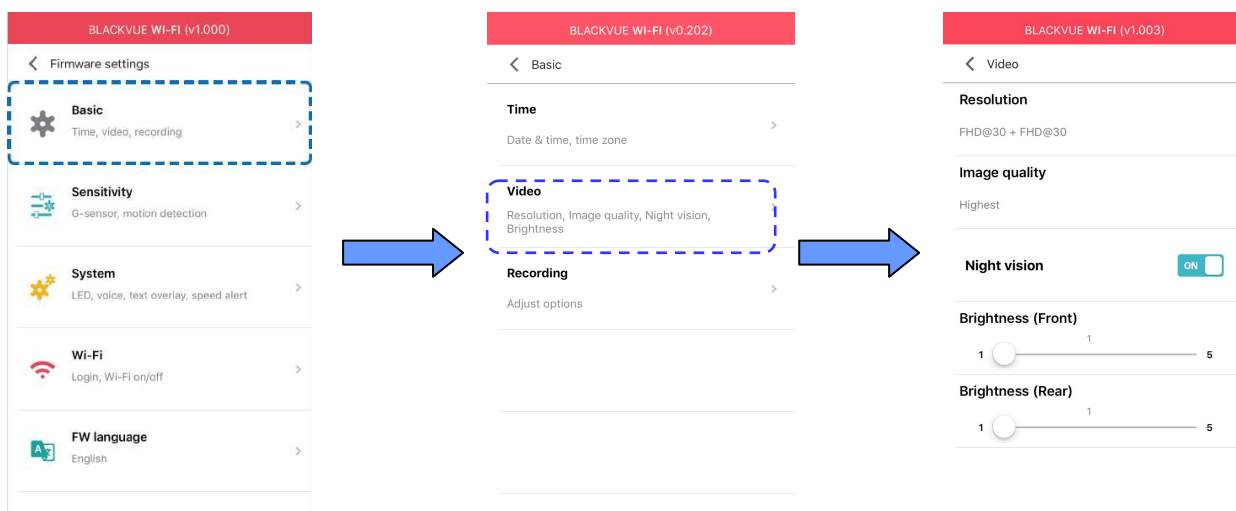 BLACKVUE WI-FI (v1.000)
Firmware settings
Basic
Time, video, recording
Sensitivity
G-sensor, motion detection
System
LED, voice, text overlay, speed alert
Wi-Fi
Login, Wi-Fi on/off
FW language
A
English
BLACKVUE WI-FI (v0.202)
Basic
Time
Date & time, time zone
Video
Resolution, Image quality, Night vision,
Brightness
Recording
Adjust options
BLACKVUE WI-FI (v1.003)
Video
Resolution
FHD@30 + FHD@30
Image quality
Highest
Night vision
ON
Brightness (Front)
1
1
5
Brightness (Rear)
1
1
5